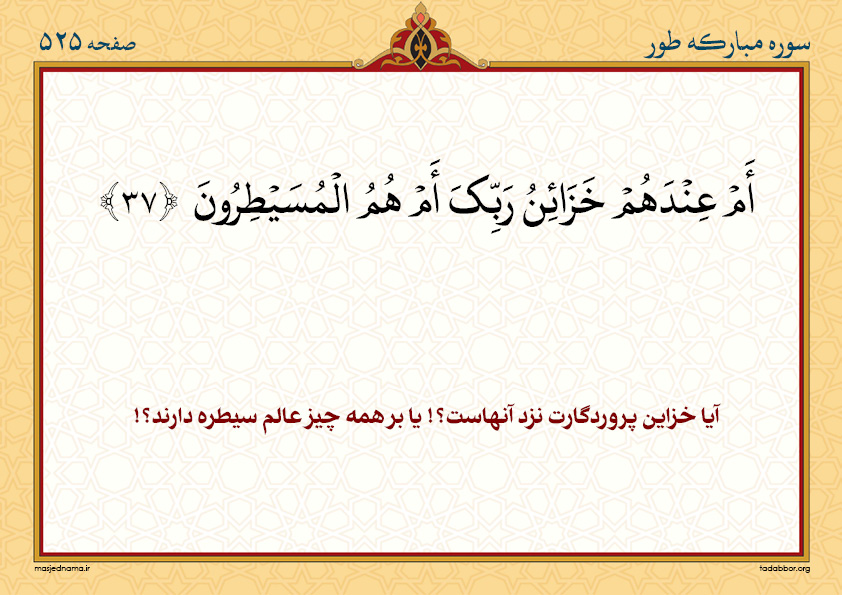 سوره مبارکه طور
صفحه ۵۲۵
أَمْ عِنْدَهُمْ خَزَائِنُ رَبِّکَ أَمْ هُمُ الْمُسَیْطِرُونَ ﴿۳۷﴾
آیا خزاین پروردگارت نزد آنهاست؟! یا بر همه چیز عالم سیطره دارند؟!
masjednama.ir
tadabbor.org